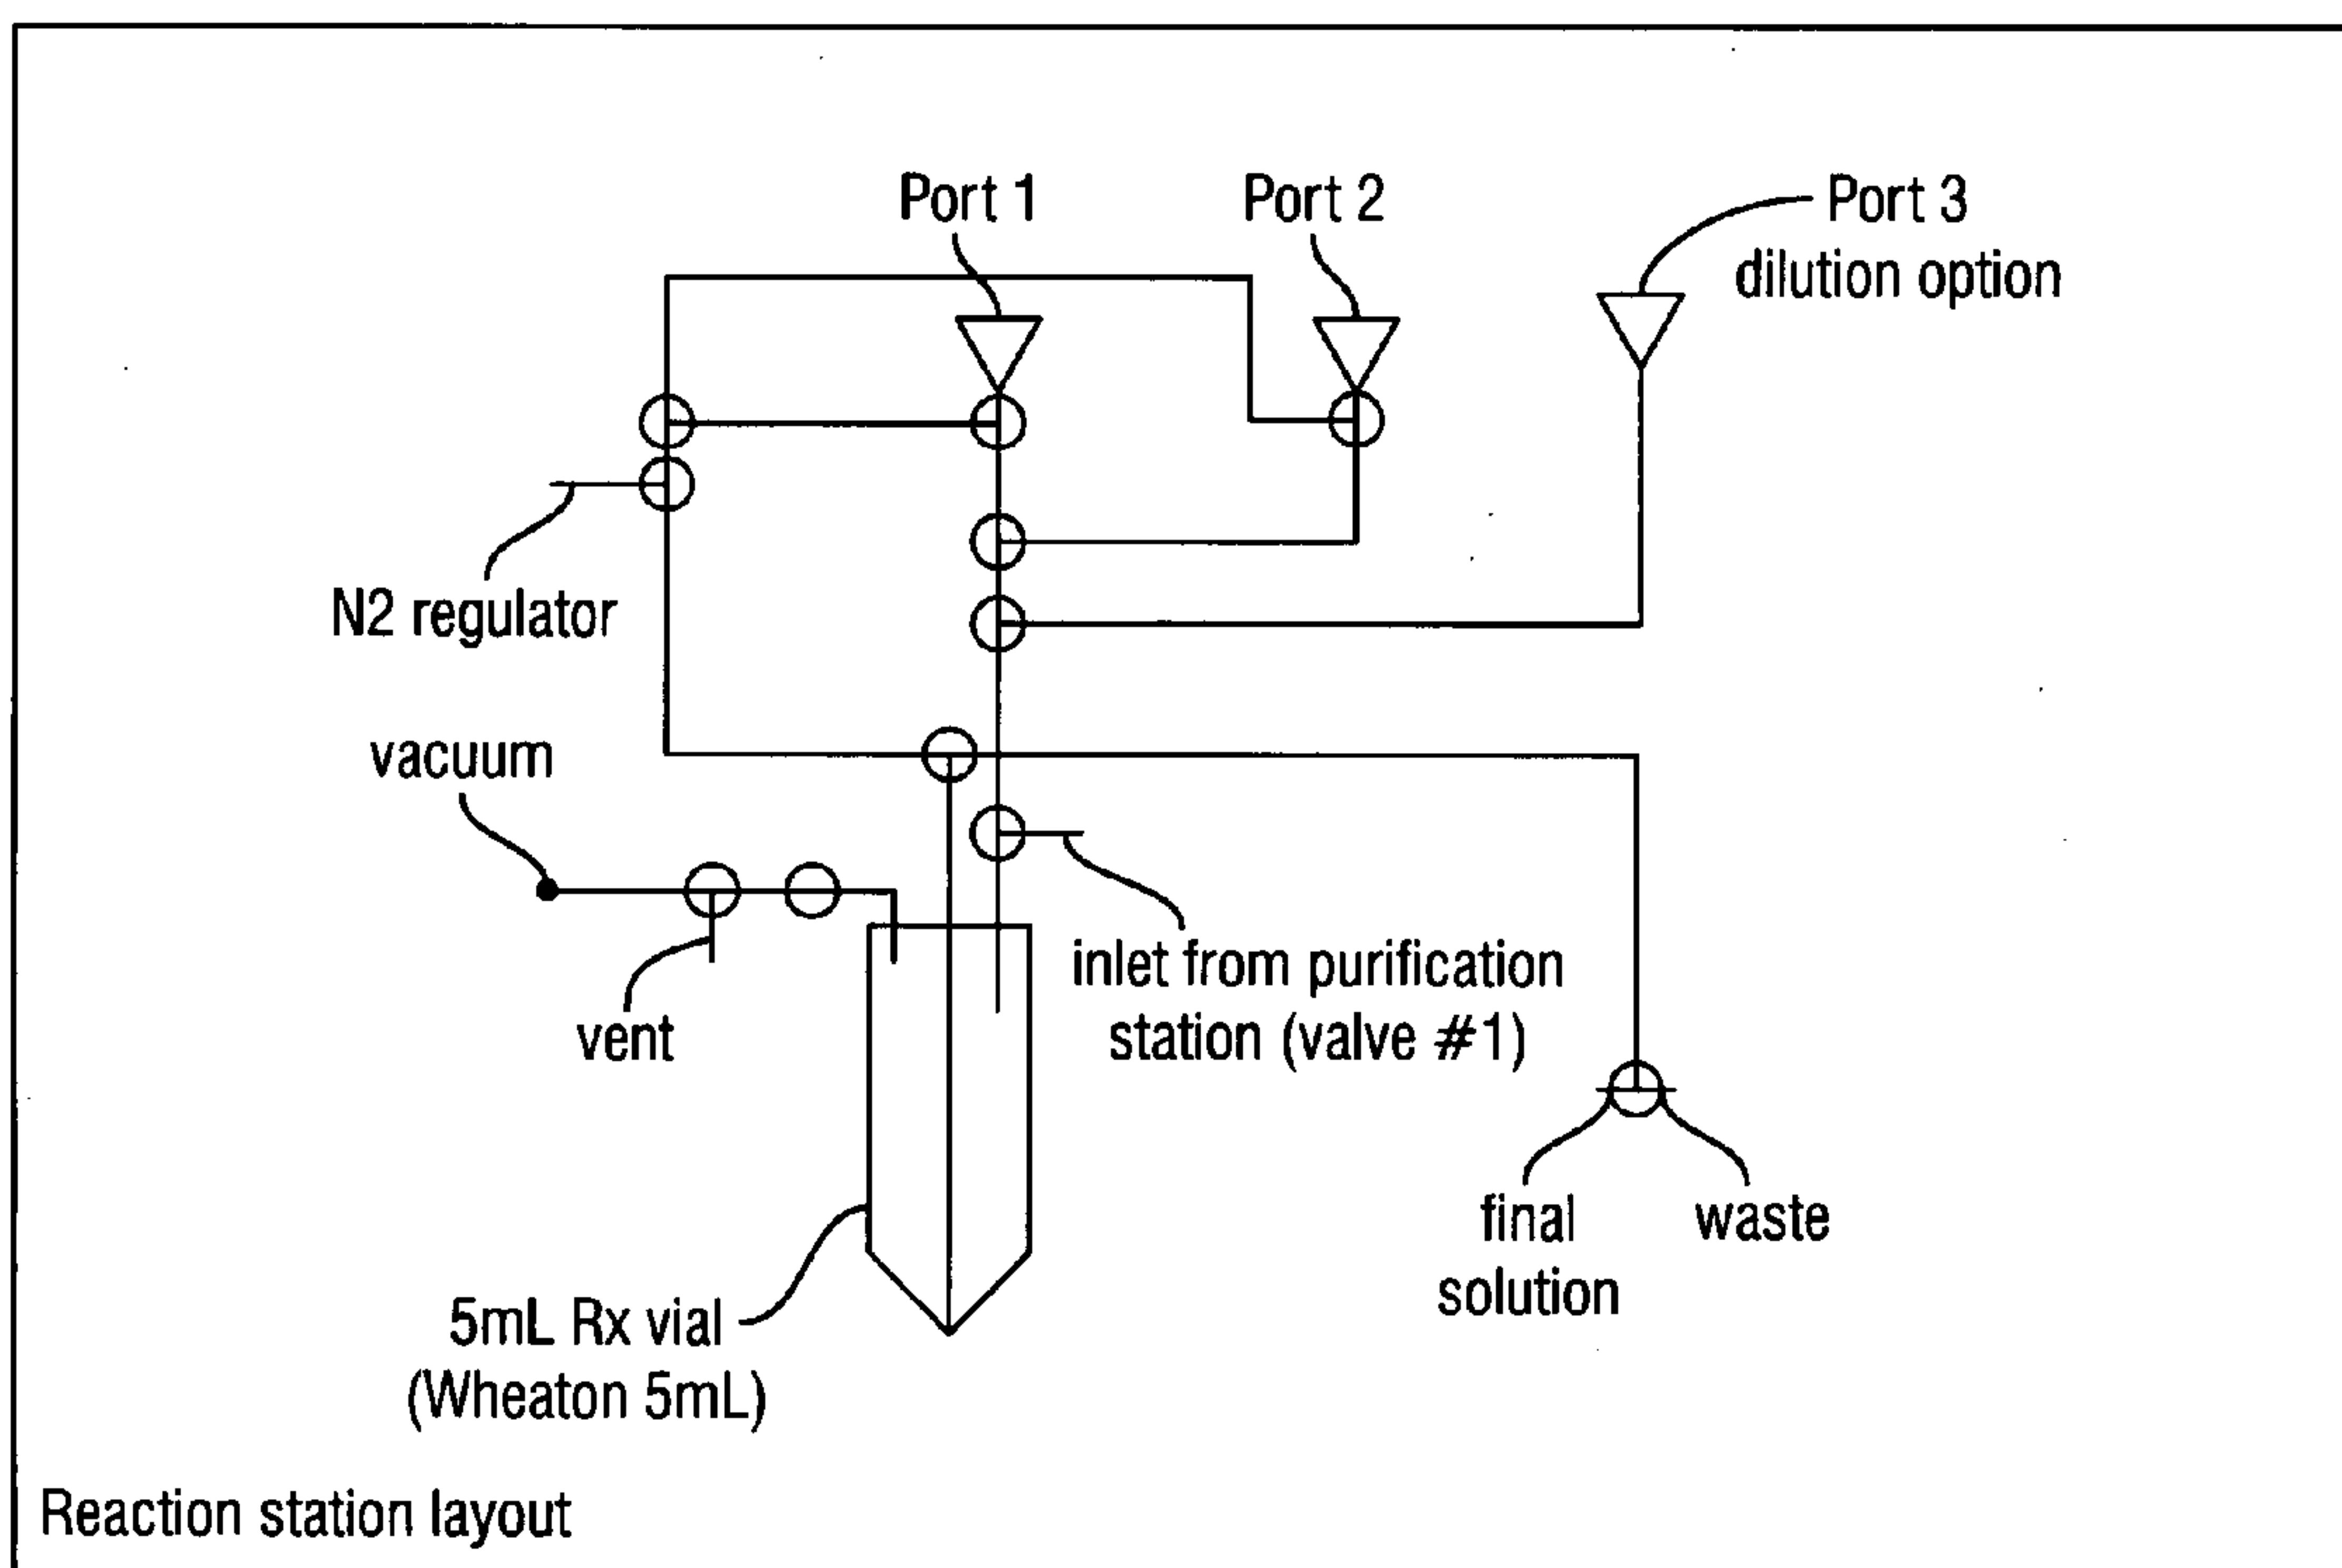 Port 1
Port 2
Port 3
dilution option
N2 regulator
vacuum
vent
inlet from purification
station (valve #1)
final
solution
waste
5mL Rx vial
(Wheaton 5mL)
Reaction station layout